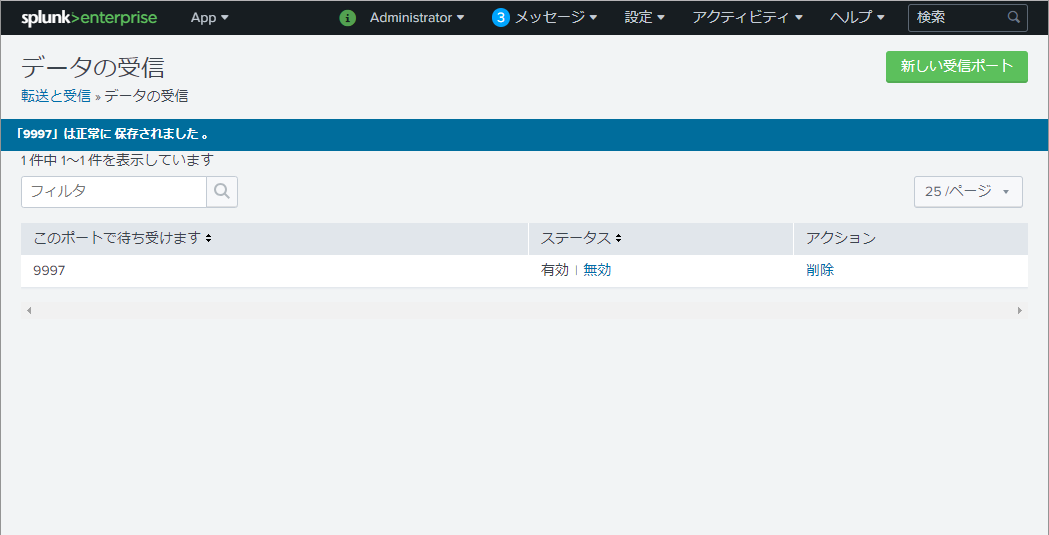 splunk>enterprise App Administrator 3 メッセージ 設定 アクティビティ ヘルプ 検索
データの受信 新しい受信ポート
転送と受信 » データの受信
「9997」は正常に 保存されました 。
1 件中 1〜1 件を表示しています
フィルタ 25 /ページ
このポートで待ち受けます ステータス アクション
9997 有効 | 無効 削除